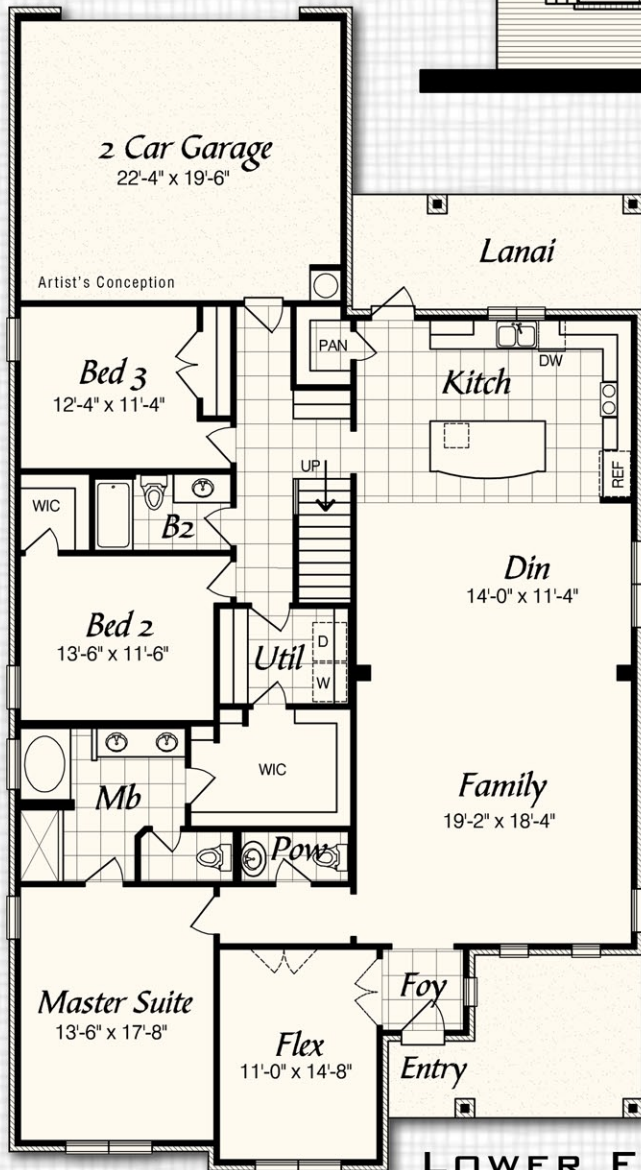 2 Car Garage
22'-4" x 19'-6"
Artist's Conception
Lanai
PAN
DW
Kitch
Bed 3
12'-4" x 11'-4"
REF
UP
WIC
B2
Din
14'-0" x 11'-4"
Bed 2
13'-6" x 11'-6"
D
Util
W
WIC
Mb
Family
19'-2" x 18'-4"
Pow
Master Suite
13'-6" x 17'-8"
Foy
Flex
11'-0" x 14'-8"
Entry
LOWER F